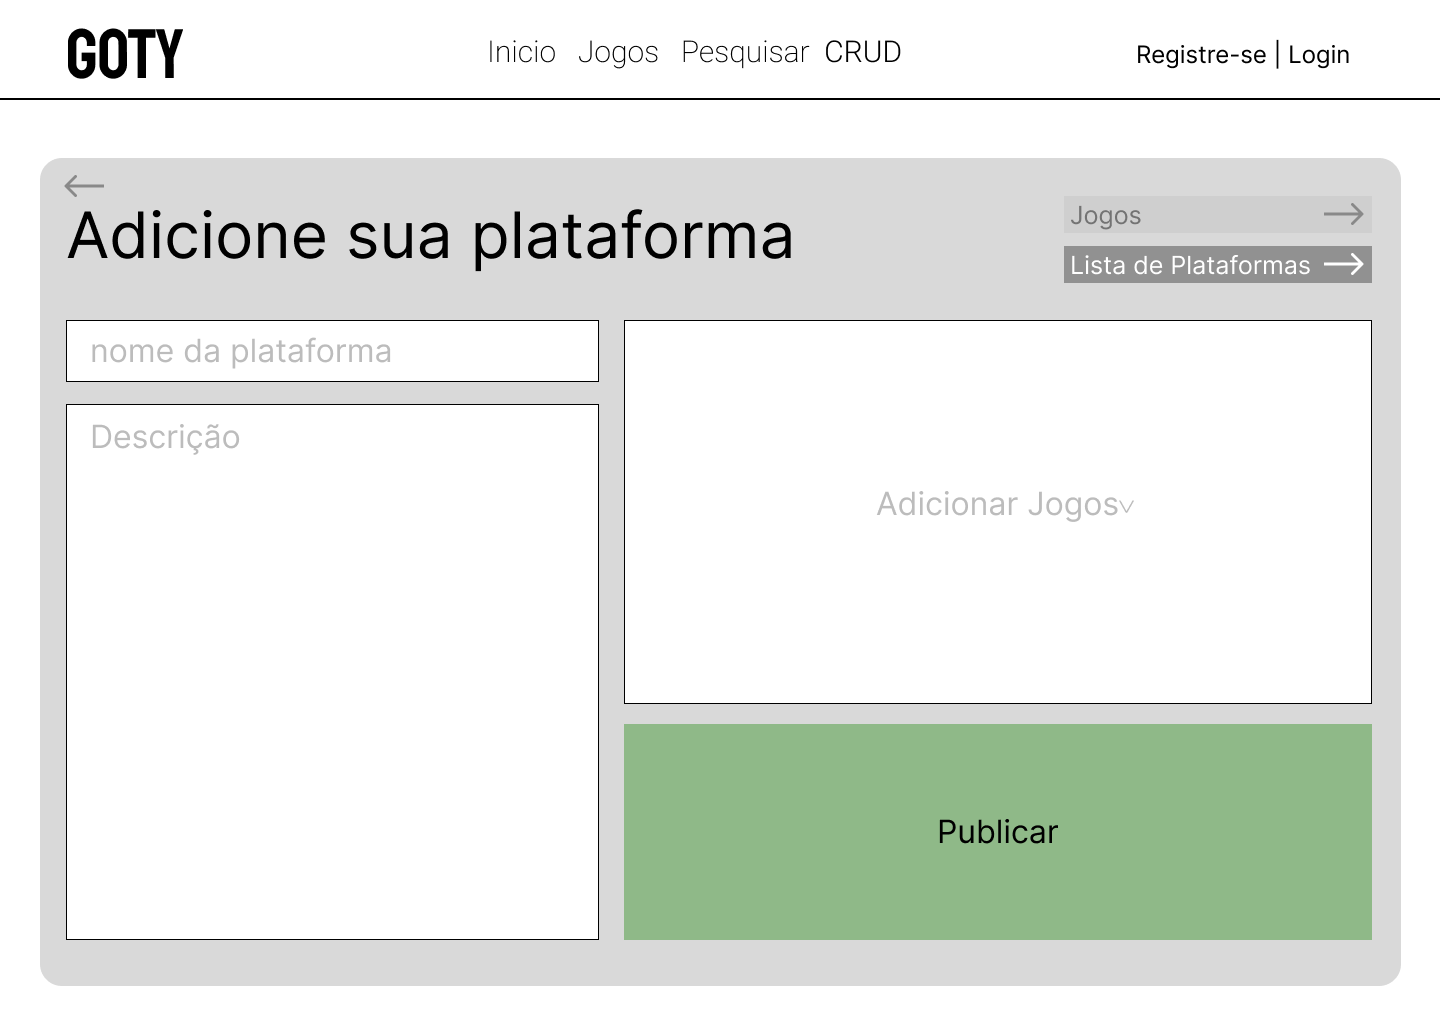 GOTY
Inicio Jogos Pesquisar CRUD
Registre-se | Login
Adicione sua plataforma
Jogos
Lista de Plataformas
nome da plataforma
Descrição
Adicionar Jogos
Publicar